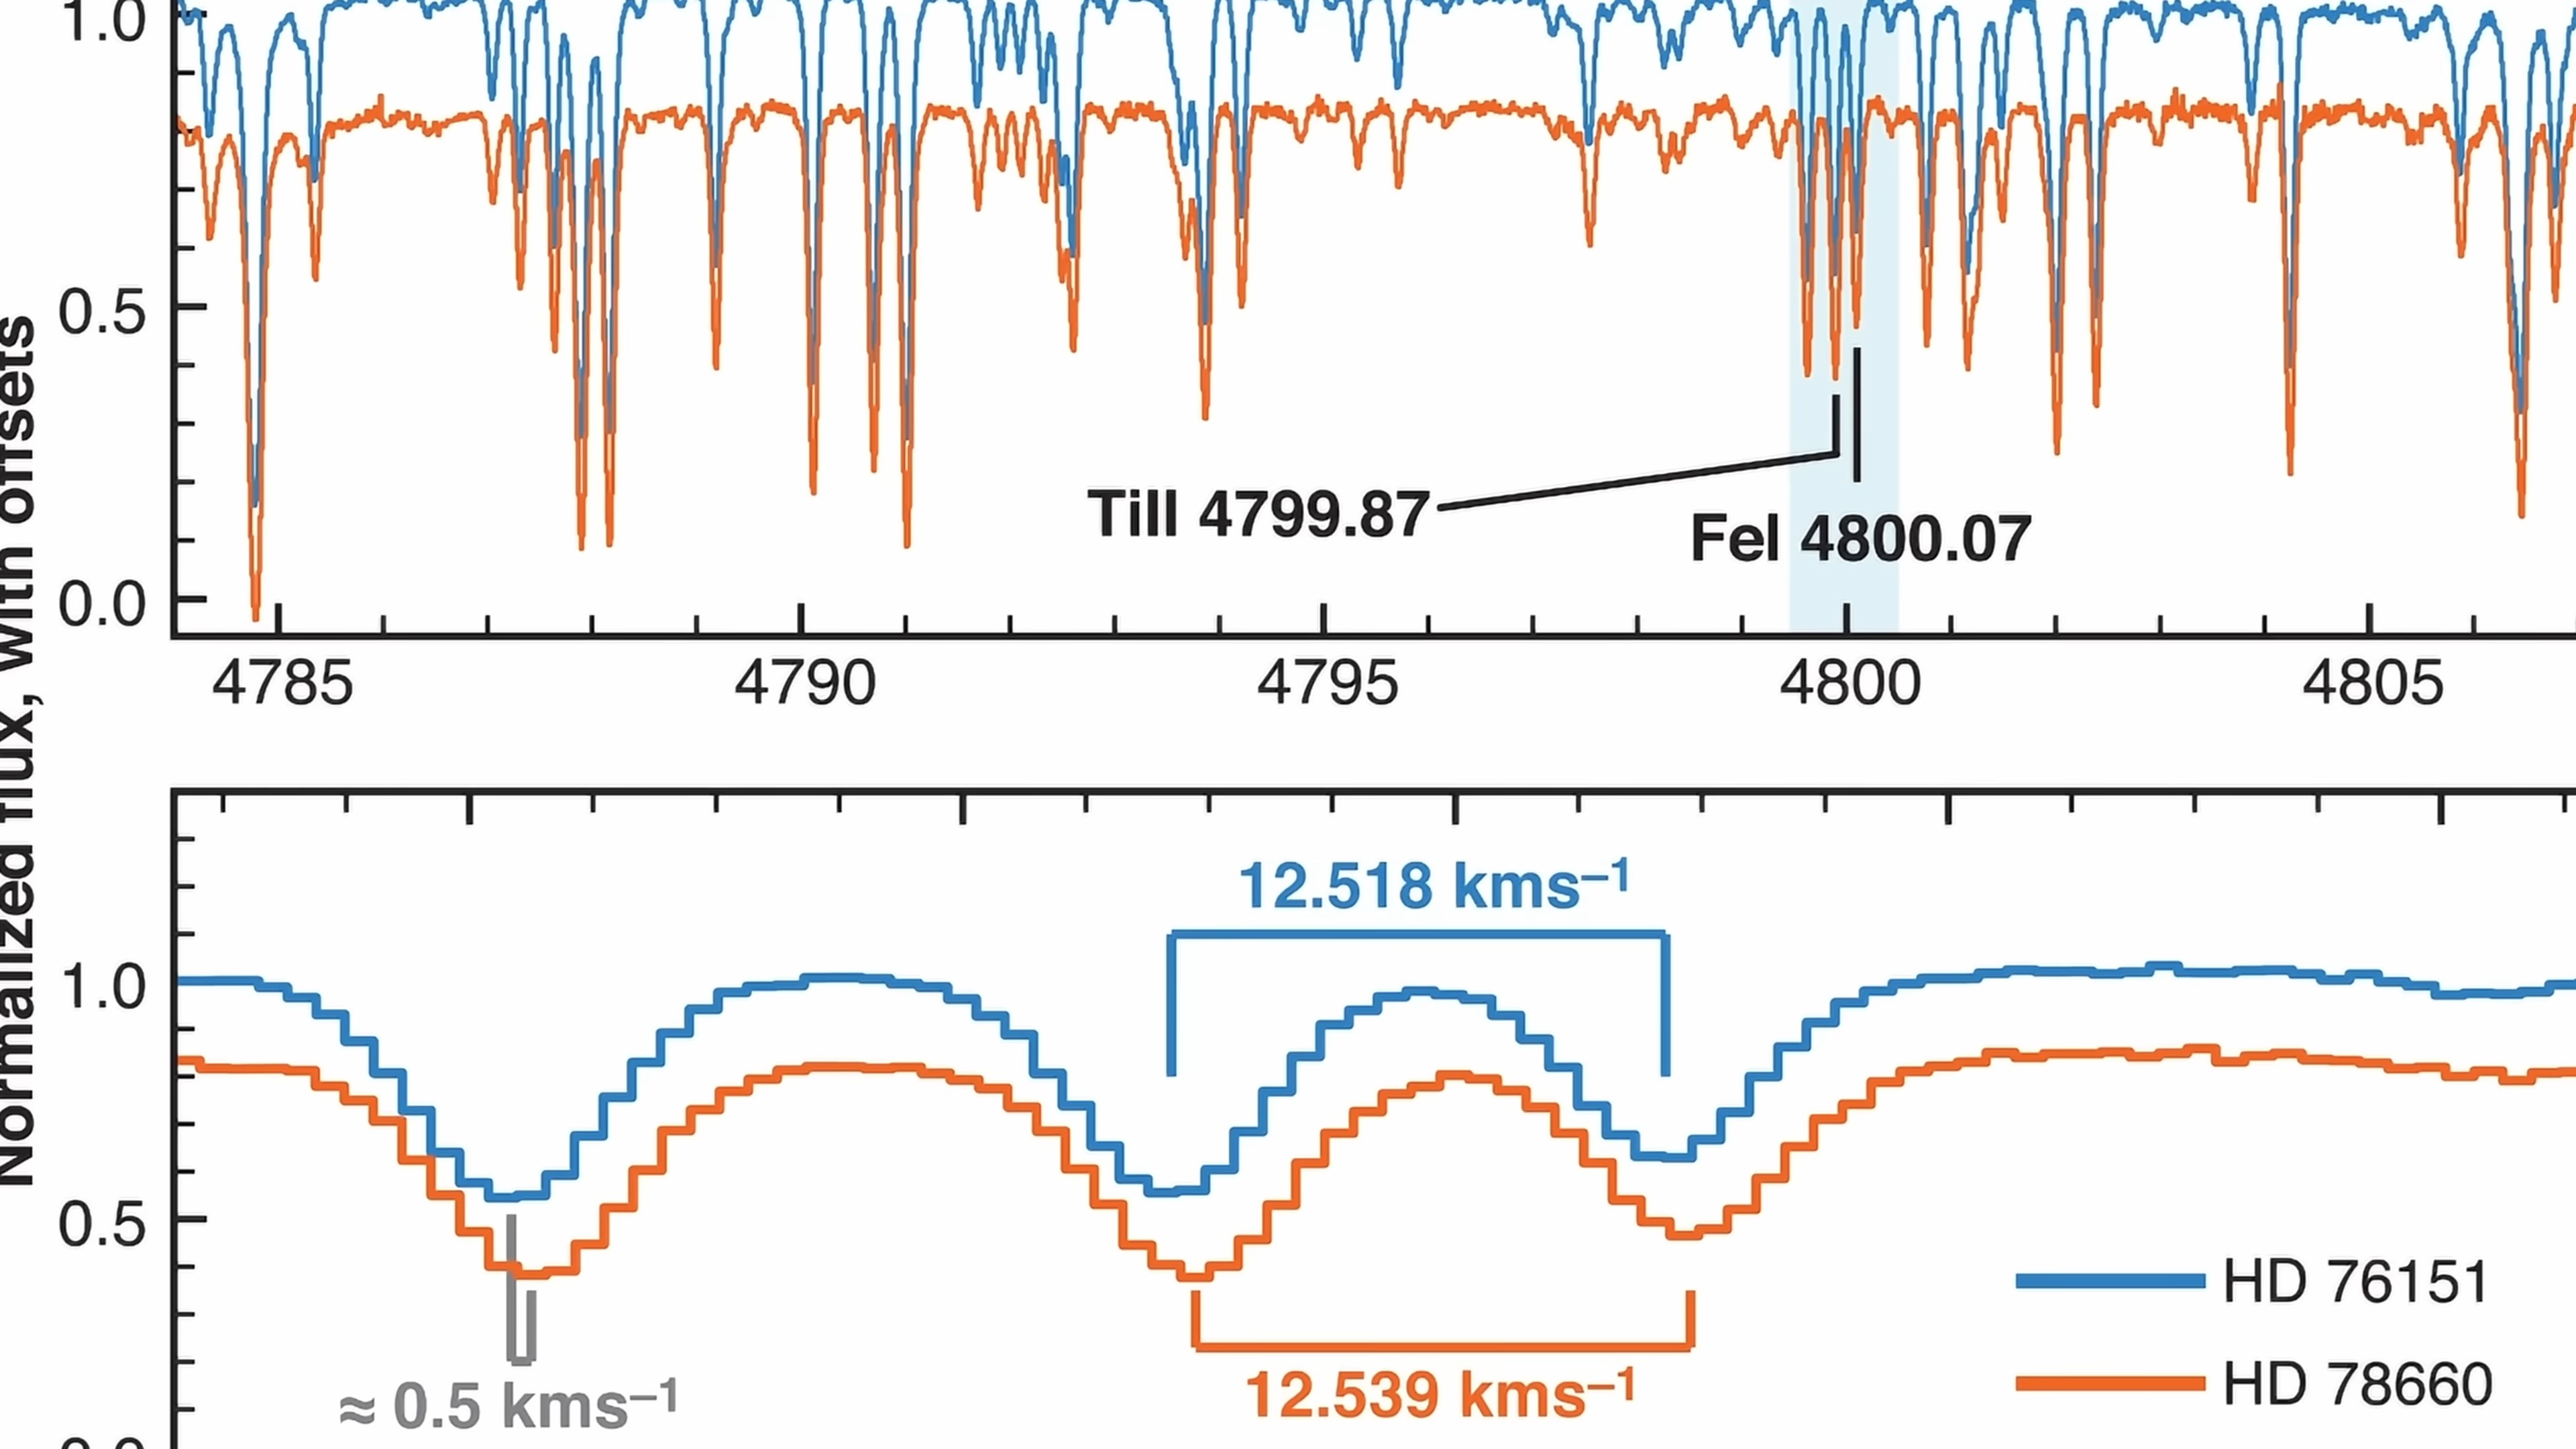 Normalized flux, with offsets
1.0
0.5
0.0
TiII 4799.87
FeI 4800.07
4785 4790 4795 4800 4805
12.518 kms⁻¹
1.0
0.5
HD 76151
HD 78660
12.539 kms⁻¹
≈ 0.5 kms⁻¹